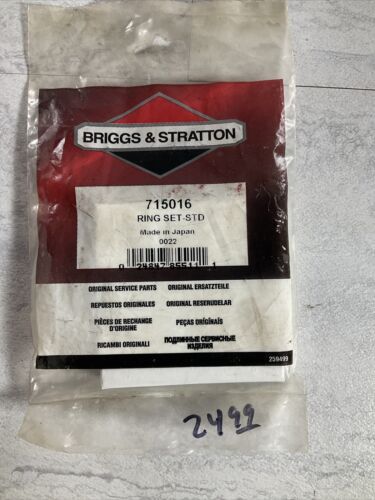 BRIGGS & STRATTON
715016
RING SET-STD
Made in Japan
0022
ORIGINAL SERVICE PARTS
ORIGINAL ERSATZTEILE
REPUESTOS ORIGINALES
ORIGINAL RESERVDELAR
PIÈCES DE RECHANGE
D'ORIGINE
PEÇAS ORIGINAIS
RICAMBI ORIGINALI
ПОДЛИННЫЕ СЕРВИСНЫЕ
ИЗДЕЛИЯ
259499
2499